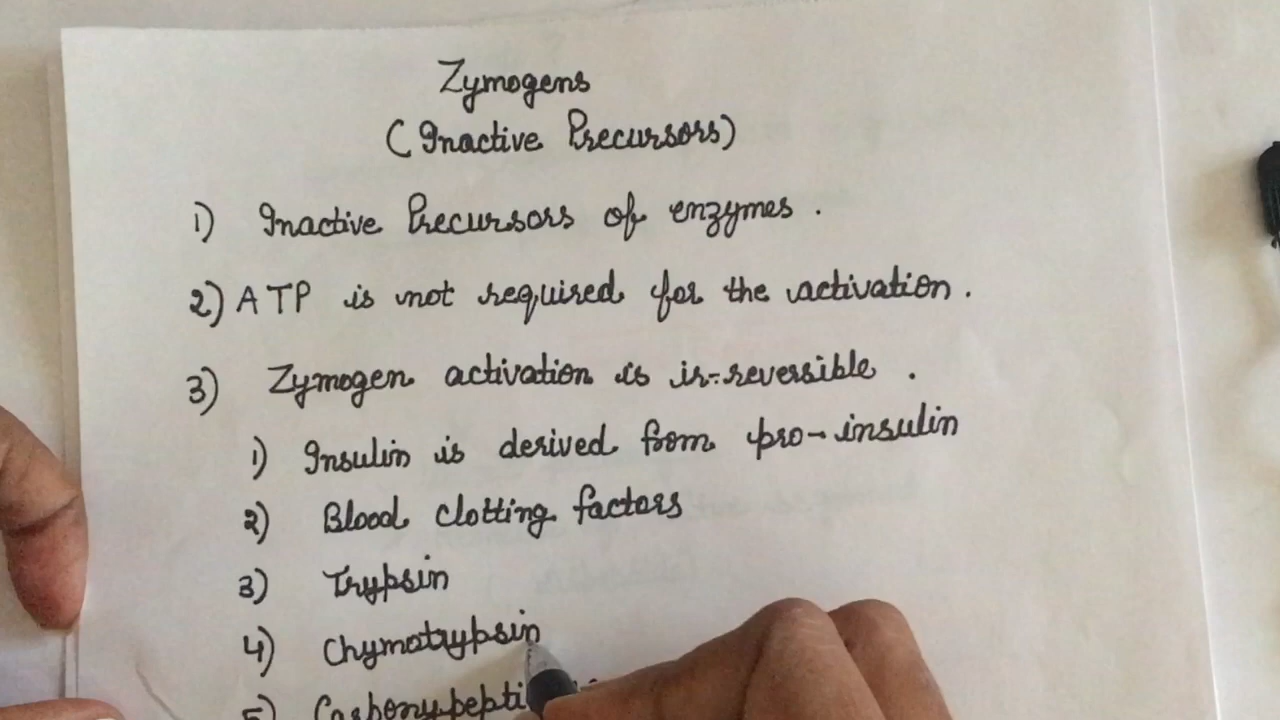 Zymogens
(Inactive Precursors)
1) Inactive Precursors of enzymes.
2) ATP is not required for the activation.
3) Zymogen activation is ir-reversible.
1) Insulin is derived from pro-insulin
2) Blood clotting factors
3) Trypsin
4) Chymotrypsin
5)